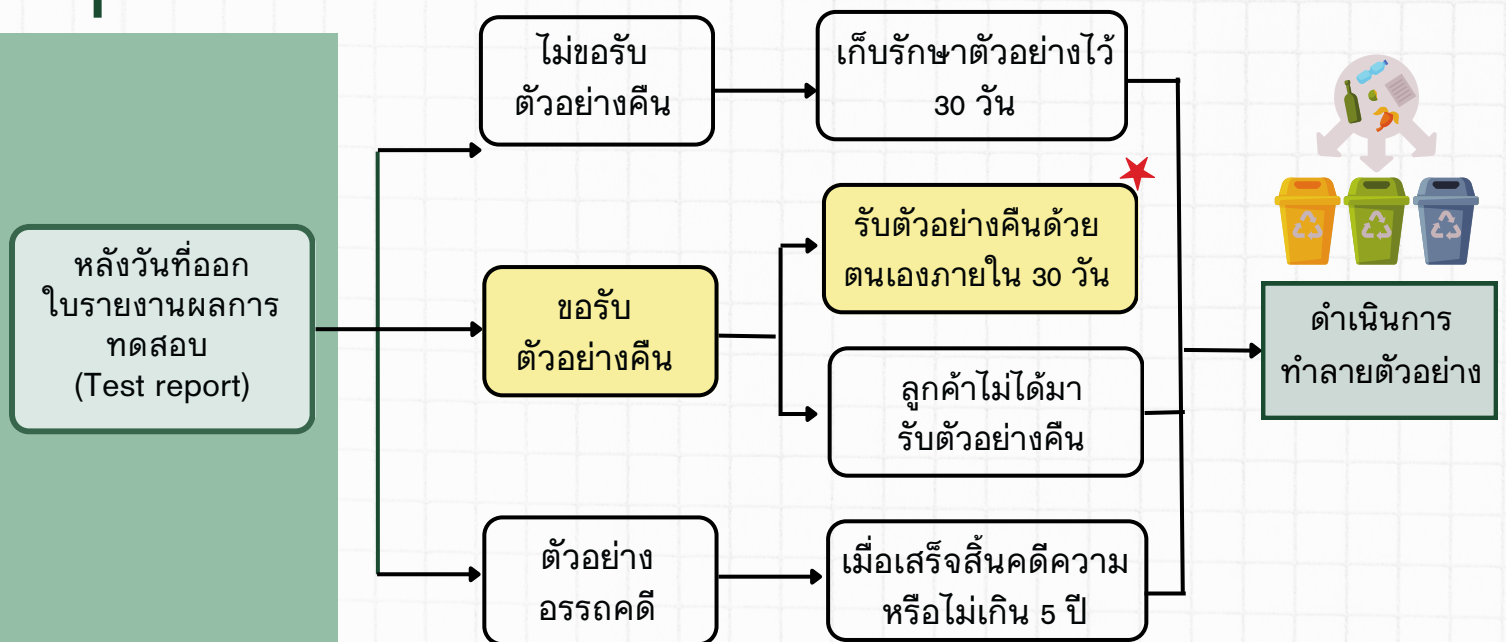 หลังวันที่ออก
ใบรายงานผลการ
ทดสอบ
(Test report)
ไม่ขอรับ
ตัวอย่างคืน
เก็บรักษาตัวอย่างไว้
30 วัน
ขอรับ
ตัวอย่างคืน
รับตัวอย่างคืนด้วย
ตนเองภายใน 30 วัน
ลูกค้าไม่ได้มา
รับตัวอย่างคืน
ตัวอย่าง
อรรถคดี
เมื่อเสร็จสิ้นคดีความ
หรือไม่เกิน 5 ปี
ดำเนินการ
ทำลายตัวอย่าง